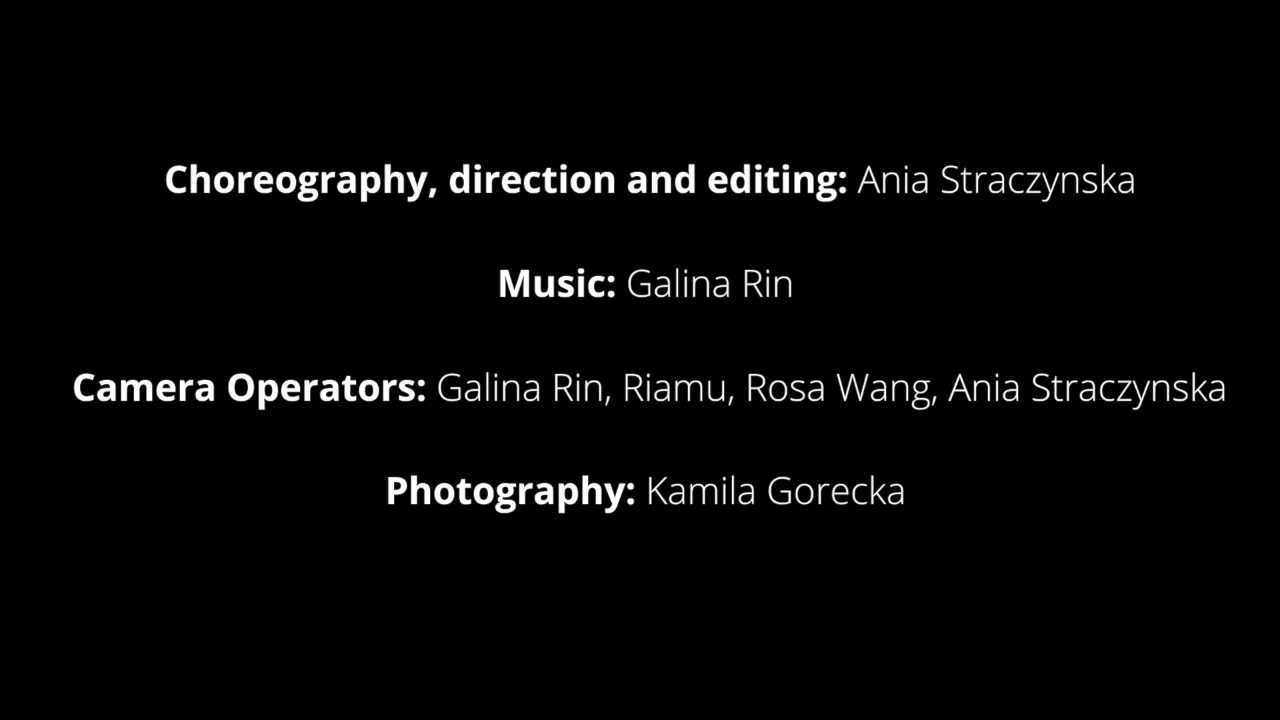 Choreography, direction and editing: Ania Straczynska
Music: Galina Rin
Camera Operators: Galina Rin, Riamu, Rosa Wang, Ania Straczynska
Photography: Kamila Gorecka